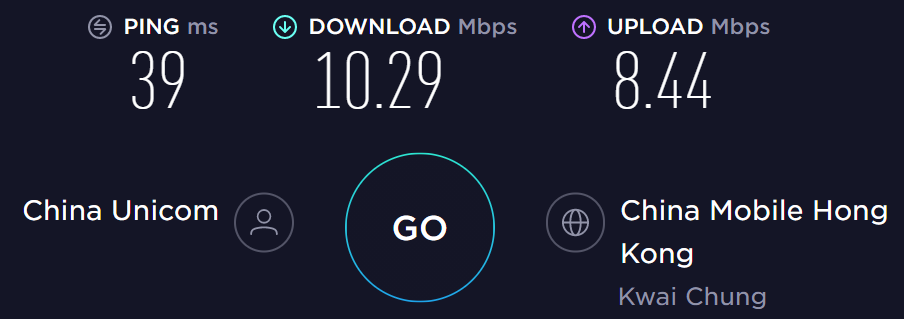 PING ms DOWNLOAD Mbps UPLOAD Mbps
39 10.29 8.44
China Unicom GO China Mobile Hong
Kong
Kwai Chung